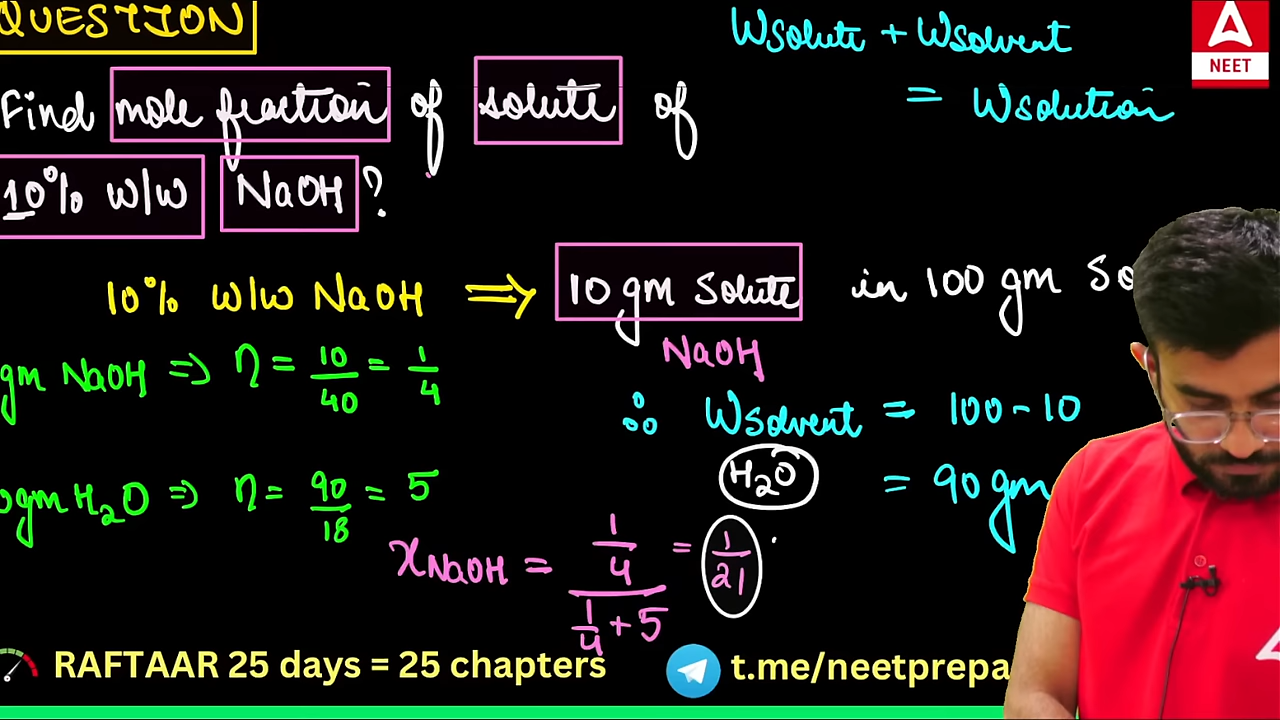 QUESTION
Find mole fraction of solute of
10% w/w NaOH?
Wsolute + Wsolvent
= Wsolution
NEET
10% w/w NaOH ⇒ 10 gm Solute in 100 gm So
NaOH
gm NaOH ⇒ n = 10/40 = 1/4
∴ Wsolvent = 100 - 10
H₂O = 90 gm
gm H₂O ⇒ n = 90/18 = 5
xNaOH = (1/4)/(1/4 + 5) = 1/21
RAFTAAR 25 days = 25 chapters
t.me/neetprepa